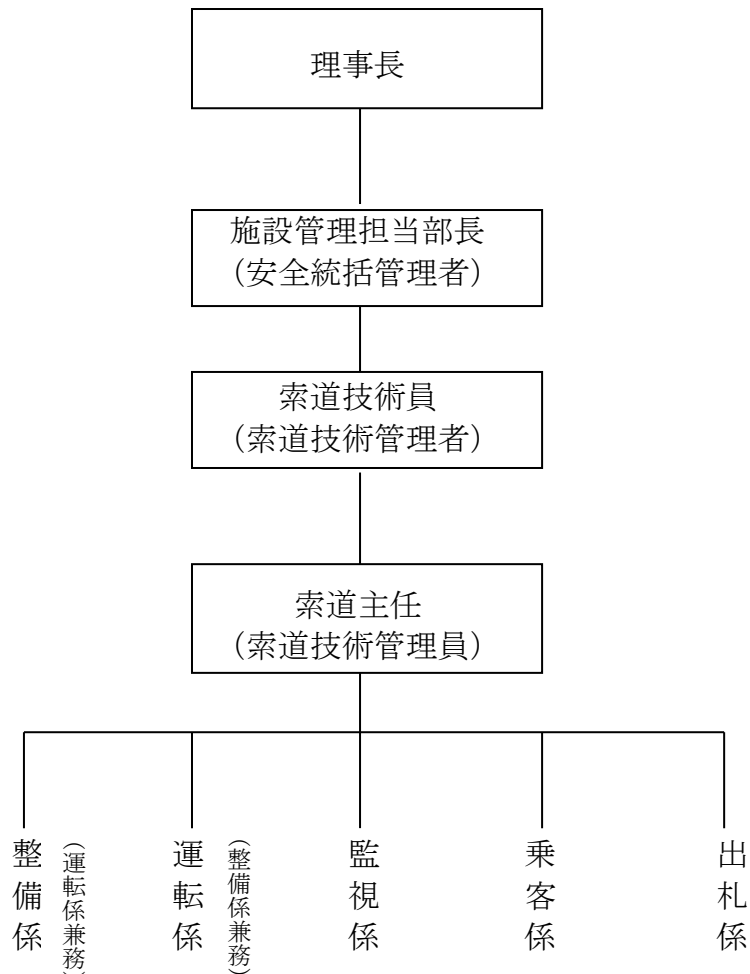 理事長
施設管理担当部長
（安全統括管理者）
索道技術員
（索道技術管理者）
索道主任
（索道技術管理員）
整備係
（運転係兼務）
運転係
（整備係兼務）
監視係
乗客係
出札係